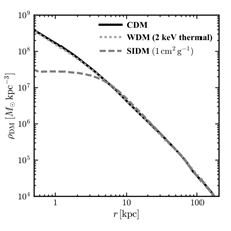 CDM
WDM (2 keV thermal)
SIDM (1 cm² g⁻¹)
10⁹
10⁸
10⁷
10⁶
10⁵
10⁴
ρDM [M⊙ kpc⁻³]
1
10
100
r [kpc]